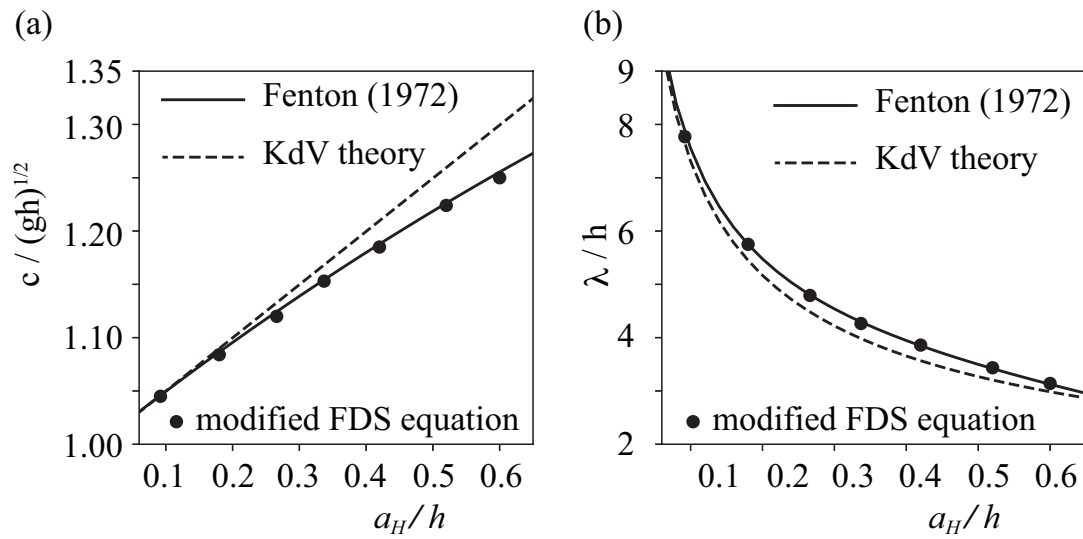 (a)
1.35
1.30
1.20
1.10
1.00
c / (gh)1/2
Fenton (1972)
KdV theory
modified FDS equation
0.1 0.2 0.3 0.4 0.5 0.6
aH / h
(b)
9
8
6
4
2
λ / h
Fenton (1972)
KdV theory
modified FDS equation
0.1 0.2 0.3 0.4 0.5 0.6
aH / h